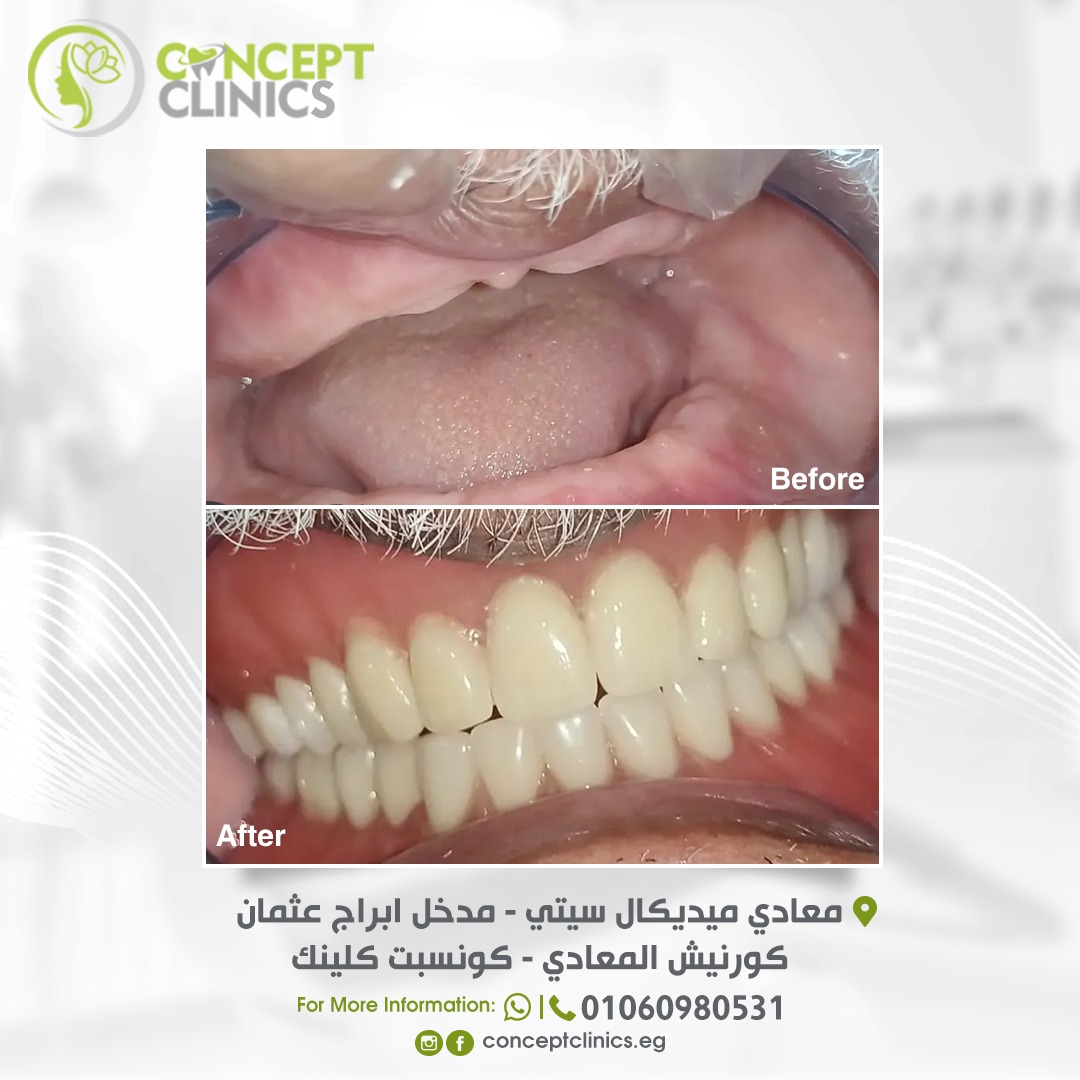 CONCEPT
CLINICS
Before
After
معادي ميديكال سيتي - مدخل ابراج عثمان
كورنيش المعادي - كونسبت كلينك
For More Information: | 01060980531
conceptclinics.eg